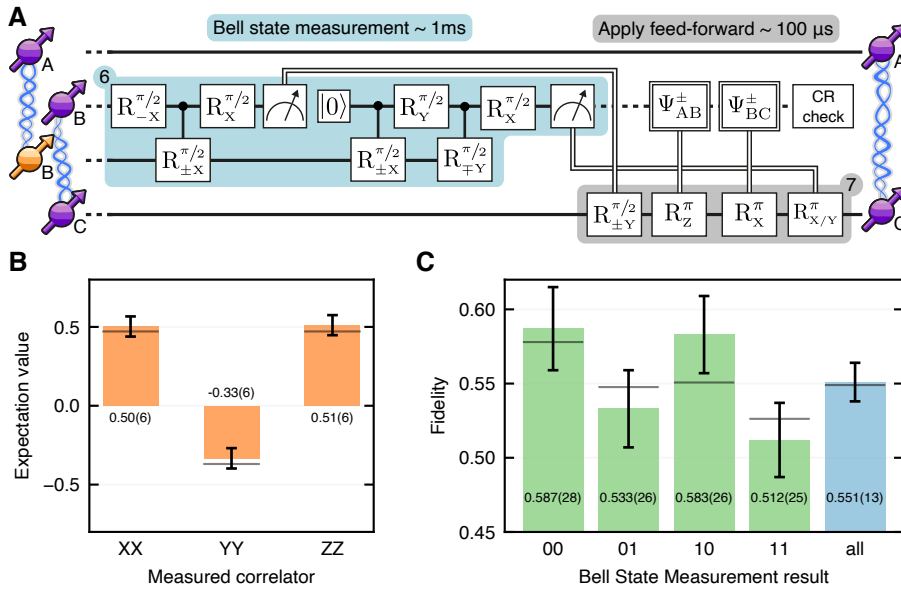 A
Bell state measurement ~ 1ms
Apply feed-forward ~ 100 μs
A
A
6
B
R^{π/2}_{-X}
R^{π/2}_{X}
|0⟩
R^{π/2}_{Y}
R^{π/2}_{X}
Ψ^{±}_{AB}
Ψ^{±}_{BC}
CR
check
B
R^{π/2}_{±X}
R^{π/2}_{±X}
R^{π/2}_{∓Y}
7
C
R^{π/2}_{±Y}
R^{π}_{Z}
R^{π}_{X}
R^{π}_{X/Y}
C
B
Expectation value
0.5
0.0
−0.5
0.50(6)
-0.33(6)
0.51(6)
XX
YY
ZZ
Measured correlator
C
Fidelity
0.60
0.55
0.50
0.45
0.587(28)
0.533(26)
0.583(26)
0.512(25)
0.551(13)
00
01
10
11
all
Bell State Measurement result